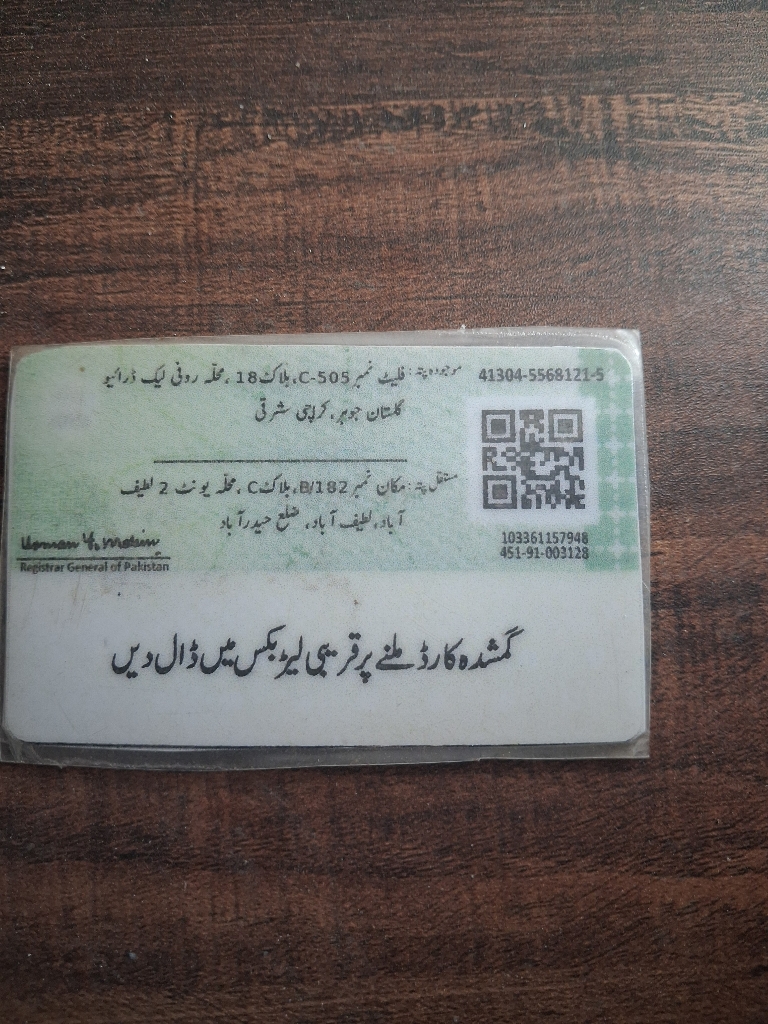 41304-5568121-5
موجودہ پتہ: فلیٹ نمبر C-505، بلاک 18، محلہ روفی لیک ڈرائیو
گلستان جوہر، کراچی شرقی
مستقل پتہ: مکان نمبر B/182، بلاک C، محلہ یونٹ 2 لطیف
آباد، لطیف آباد، ضلع حیدرآباد
103361157948
451-91-003128
Usman Y. Mobin
Registrar General of Pakistan
گمشدہ کارڈ ملنے پر قریبی لیٹر بکس میں ڈال دیں